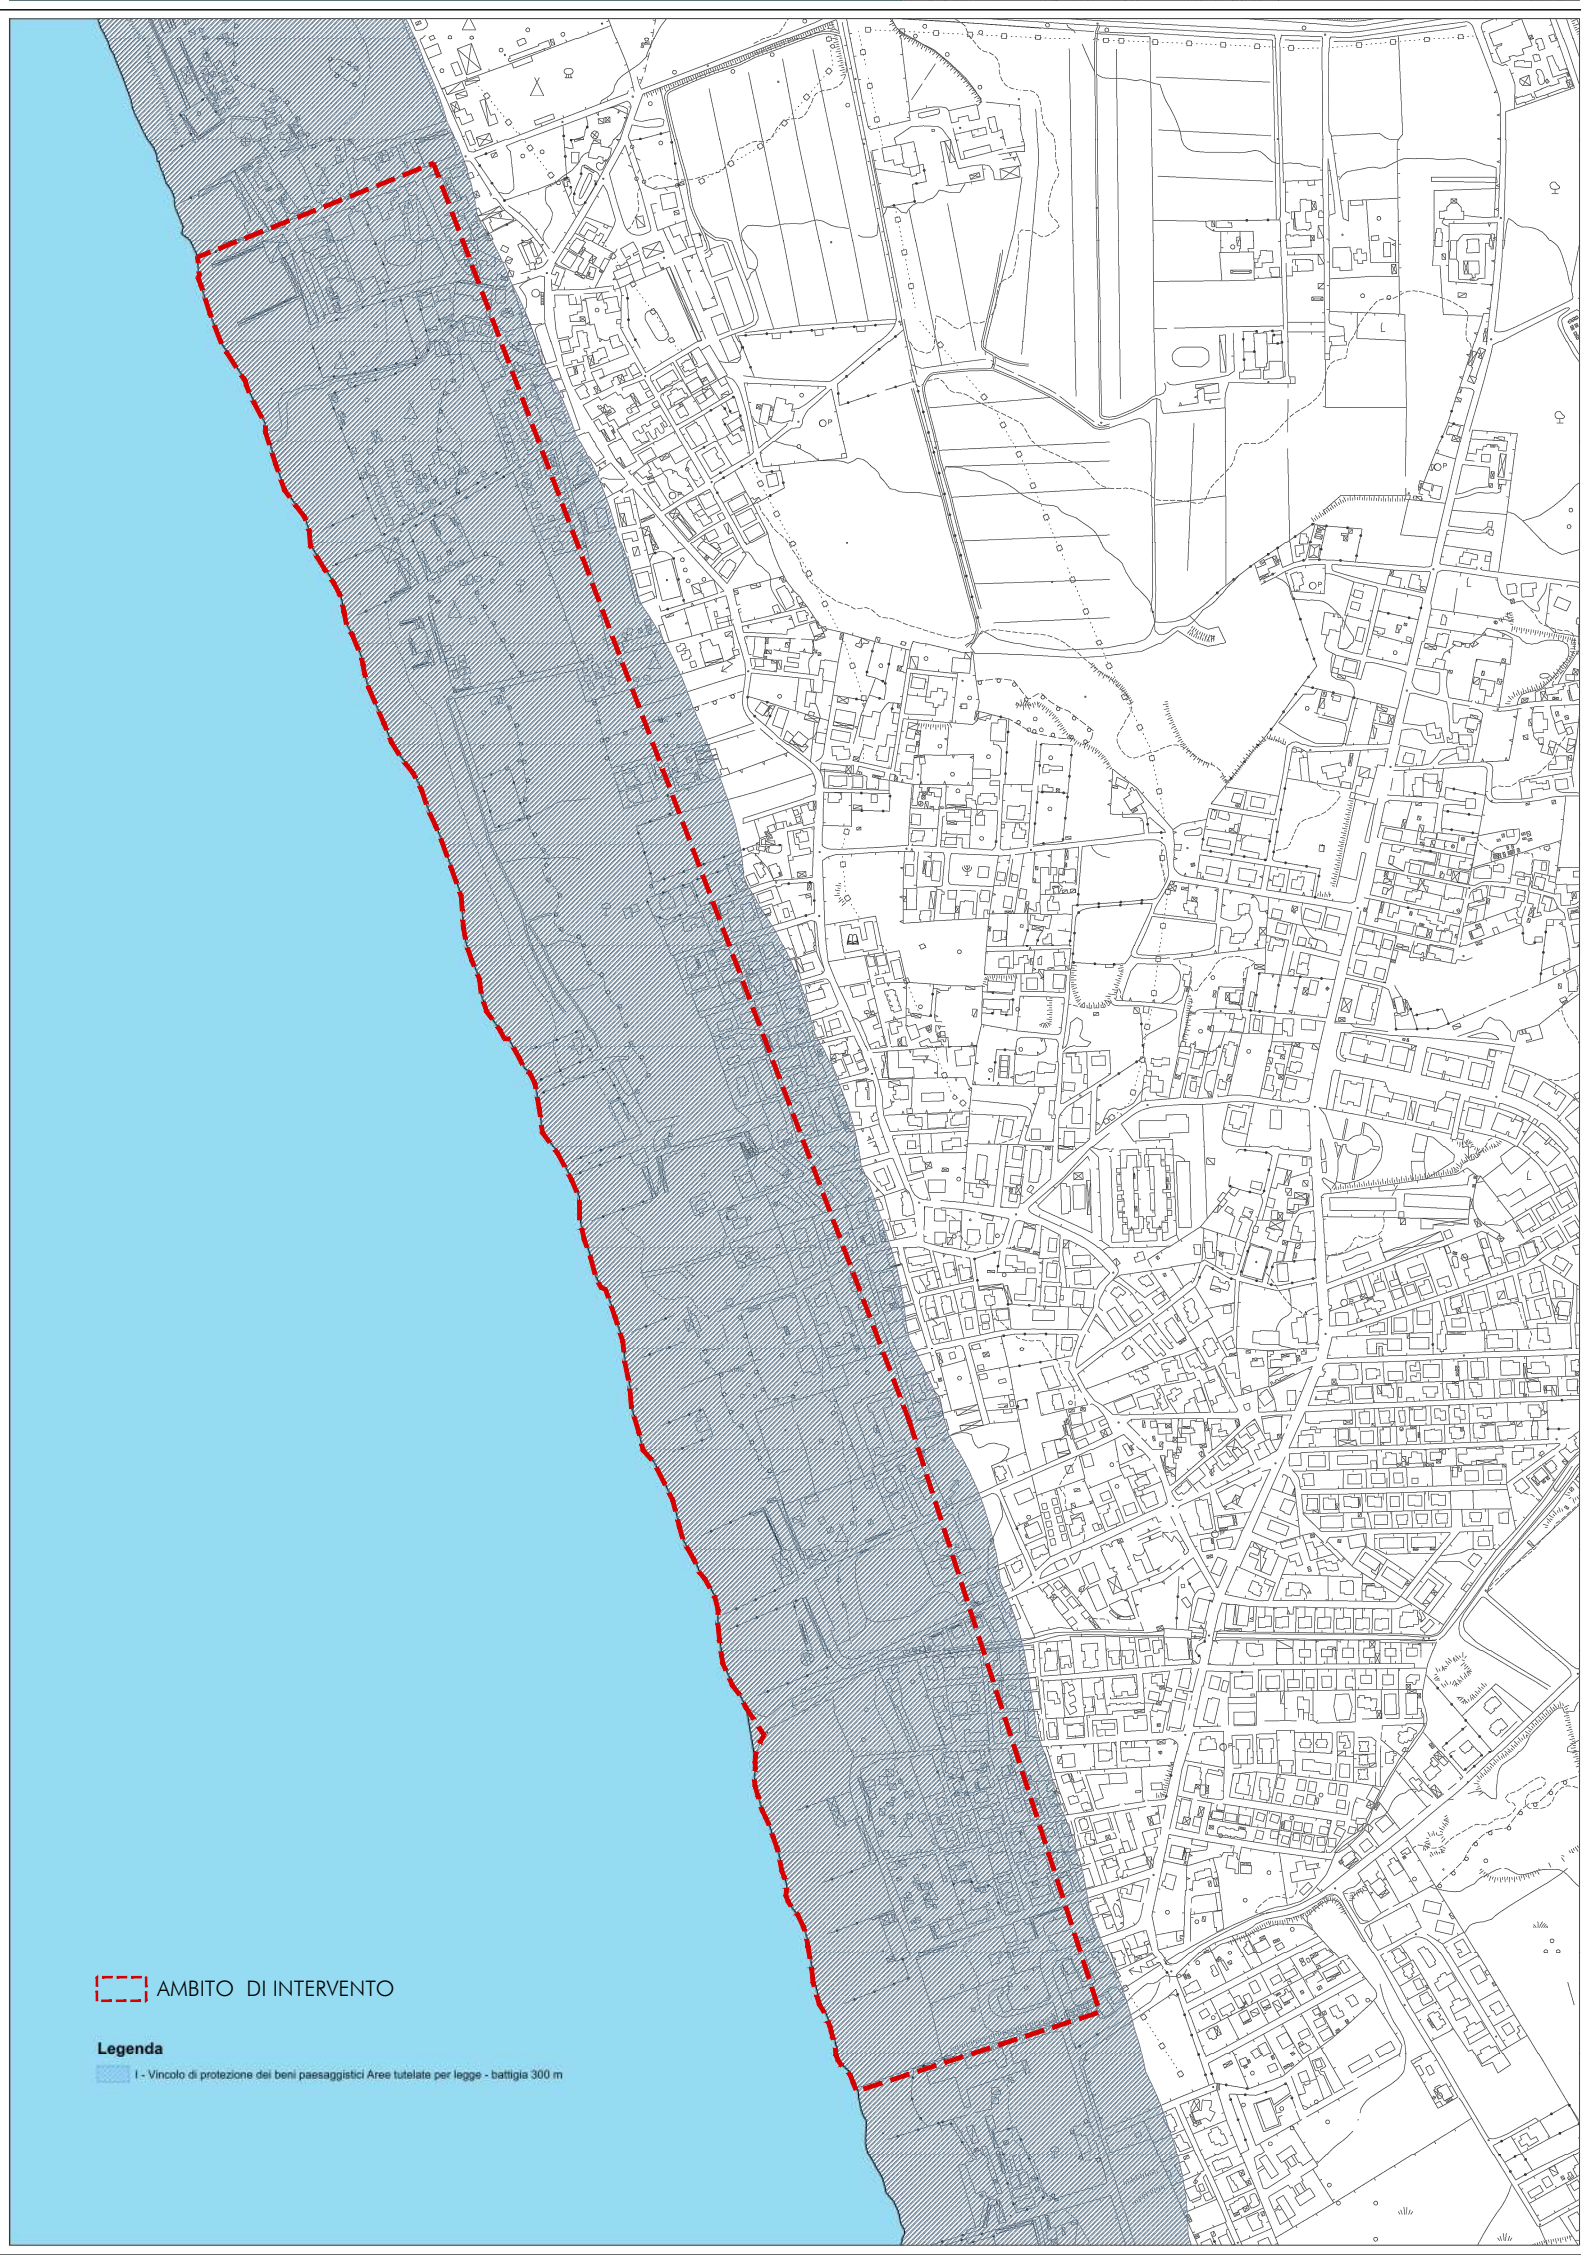 AMBITO DI INTERVENTO
Legenda
I - Vincolo di protezione dei beni paesaggistici Aree tutelate per legge - battigia 300 m
P
P
L
P
P
P
L
L
L
P